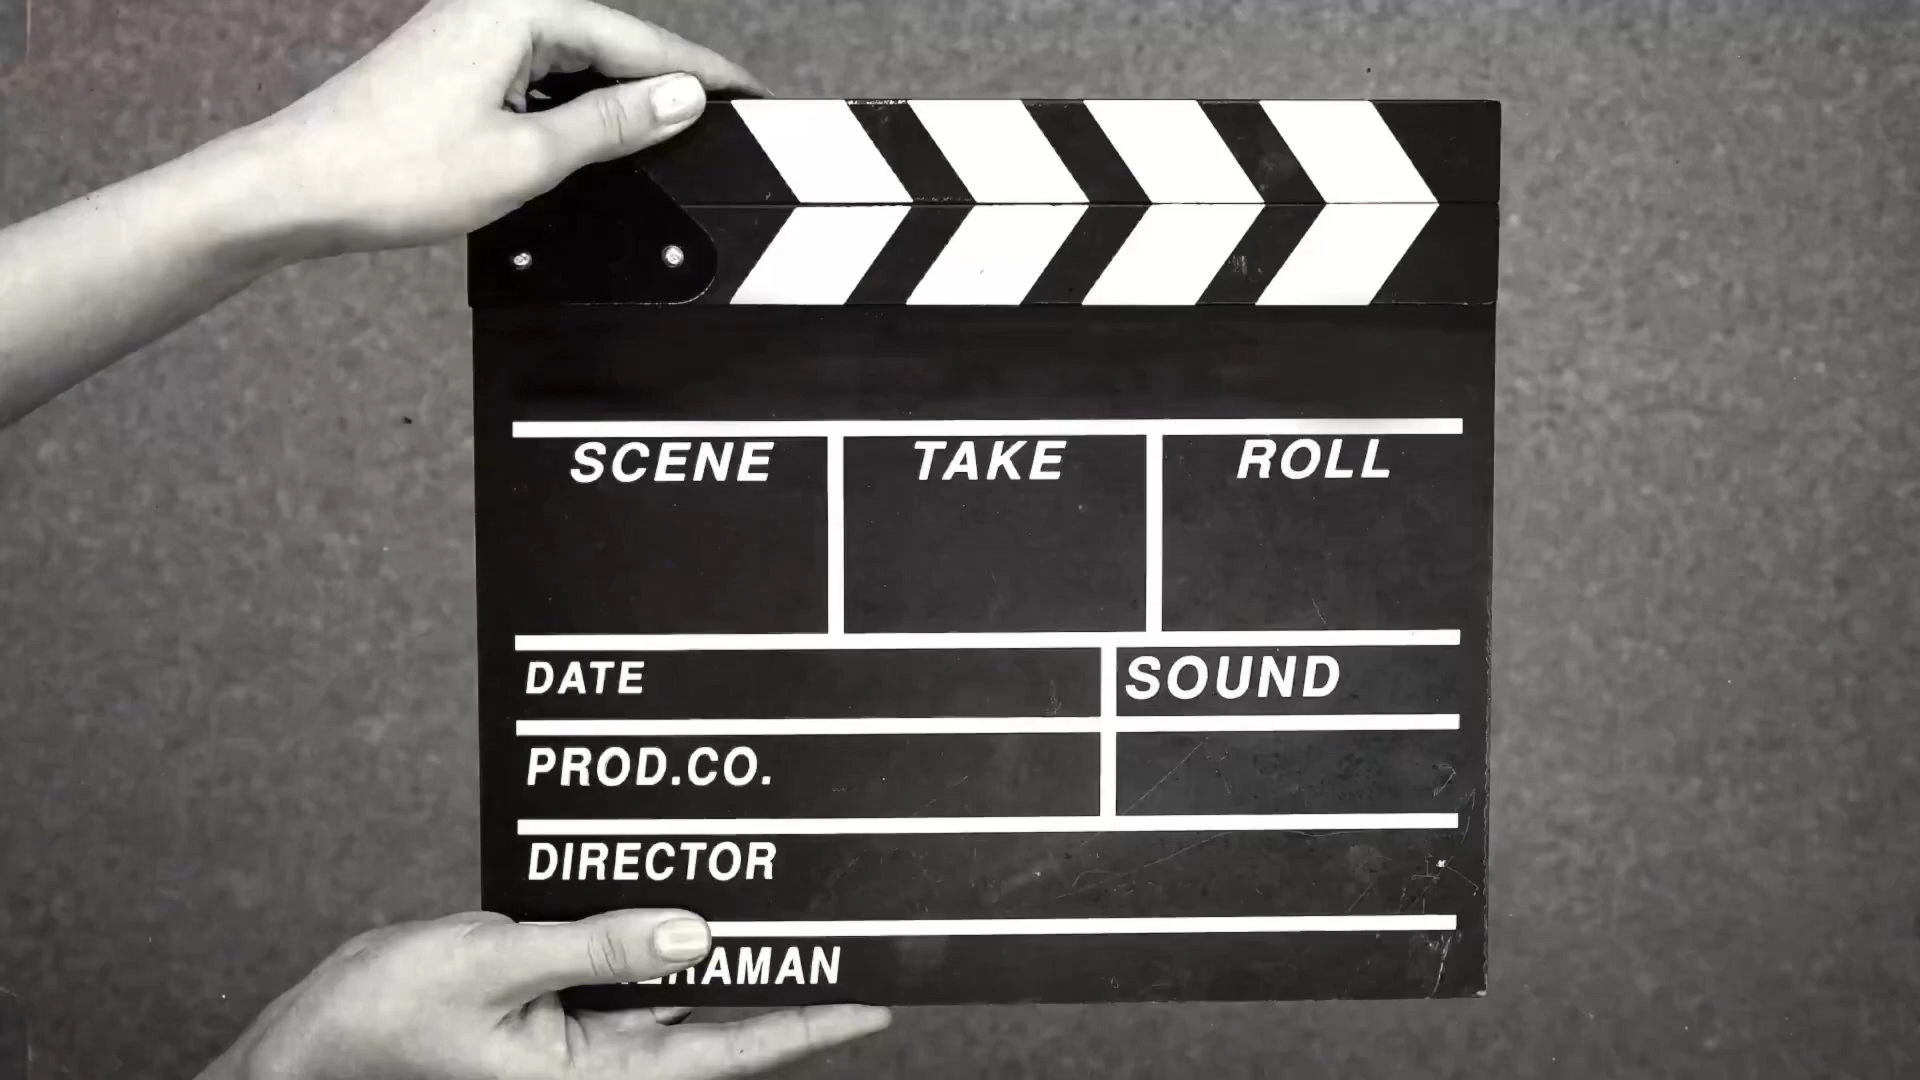 SCENE TAKE ROLL
DATE SOUND
PROD.CO.
DIRECTOR